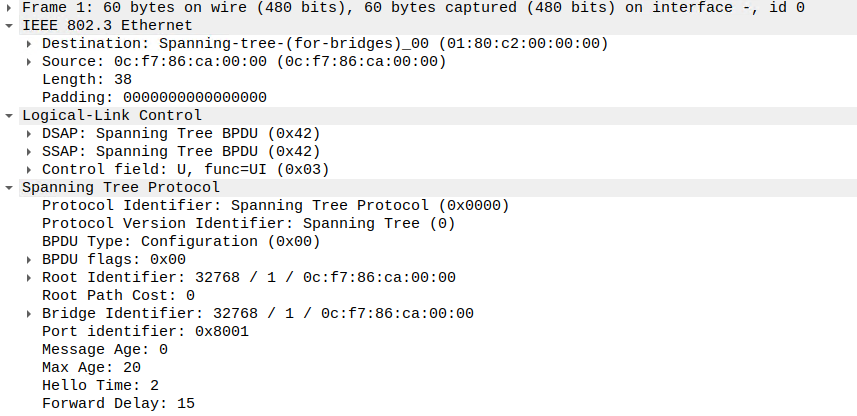 Frame 1: 60 bytes on wire (480 bits), 60 bytes captured (480 bits) on interface -, id 0
IEEE 802.3 Ethernet
Destination: Spanning-tree-(for-bridges)_00 (01:80:c2:00:00:00)
Source: 0c:f7:86:ca:00:00 (0c:f7:86:ca:00:00)
Length: 38
Padding: 0000000000000000
Logical-Link Control
DSAP: Spanning Tree BPDU (0x42)
SSAP: Spanning Tree BPDU (0x42)
Control field: U, func=UI (0x03)
Spanning Tree Protocol
Protocol Identifier: Spanning Tree Protocol (0x0000)
Protocol Version Identifier: Spanning Tree (0)
BPDU Type: Configuration (0x00)
BPDU flags: 0x00
Root Identifier: 32768 / 1 / 0c:f7:86:ca:00:00
Root Path Cost: 0
Bridge Identifier: 32768 / 1 / 0c:f7:86:ca:00:00
Port identifier: 0x8001
Message Age: 0
Max Age: 20
Hello Time: 2
Forward Delay: 15